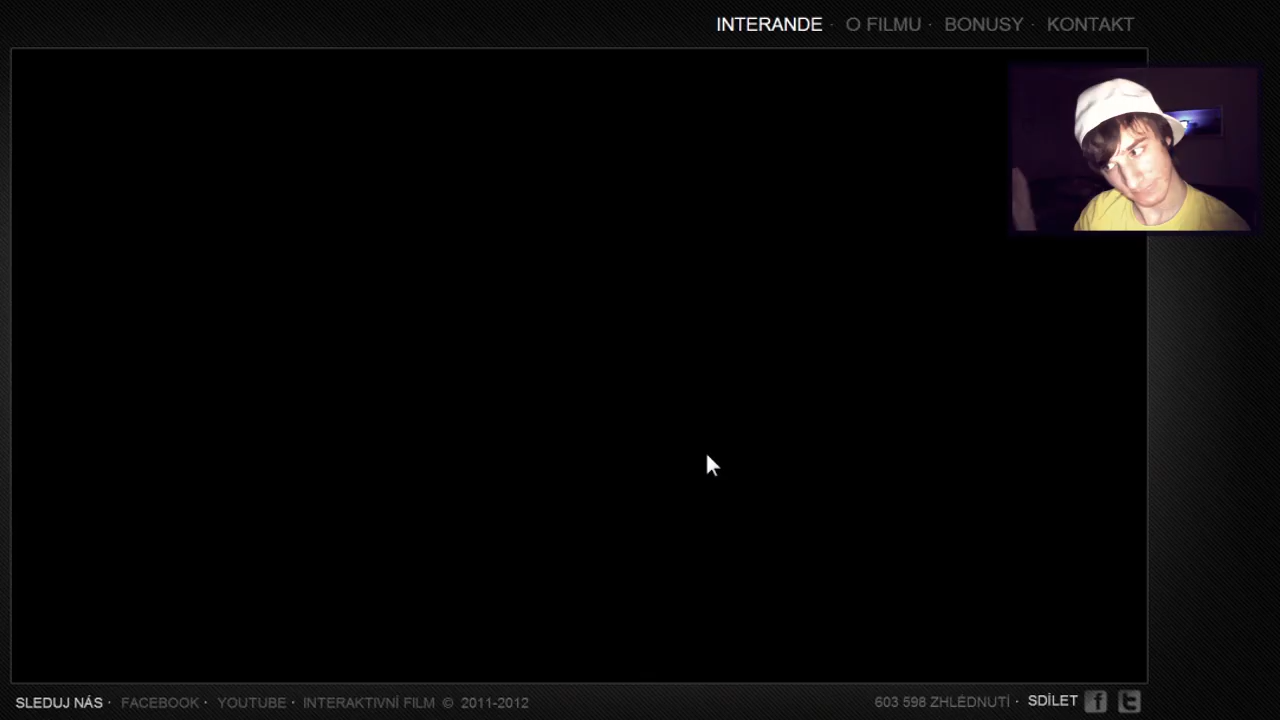 INTERANDE · O FILMU · BONUSY · KONTAKT
SLEDUJ NÁS · FACEBOOK · YOUTUBE · INTERAKTIVNÍ FILM © 2011-2012
603 598 ZHLÉDNUTÍ · SDÍLET